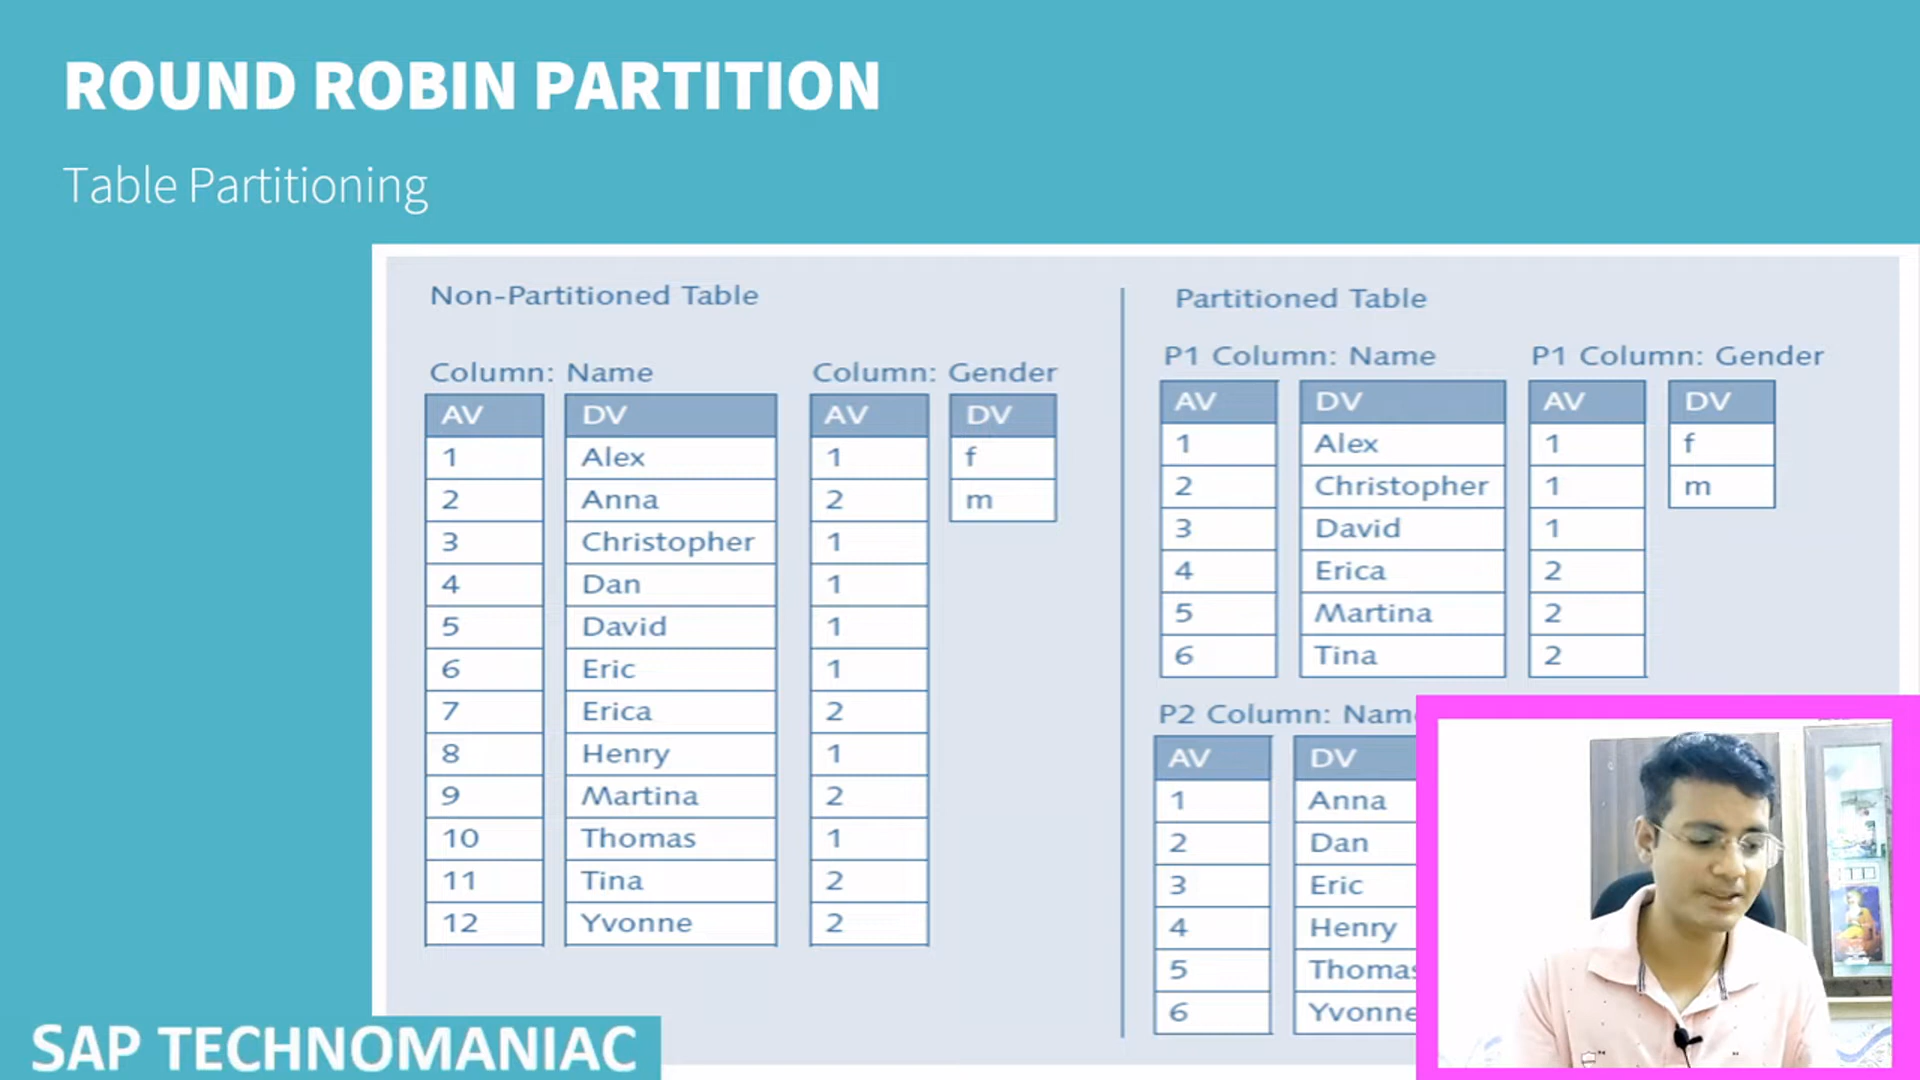 ROUND ROBIN PARTITION
Table Partitioning
Non-Partitioned Table
Column: Name Column: Gender
AV DV AV DV
1 Alex 1 f
2 Anna 2 m
3 Christopher 1
4 Dan 1
5 David 1
6 Eric 1
7 Erica 2
8 Henry 1
9 Martina 2
10 Thomas 1
11 Tina 2
12 Yvonne 2
Partitioned Table
P1 Column: Name P1 Column: Gender
AV DV AV DV
1 Alex 1 f
2 Christopher 1 m
3 David 1
4 Erica 2
5 Martina 2
6 Tina 2
P2 Column: Name
AV DV
1 Anna
2 Dan
3 Eric
4 Henry
5 Thomas
6 Yvonne
SAP TECHNOMANIAC